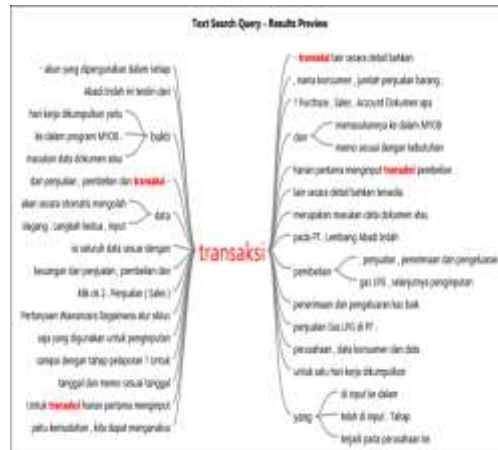 Text Search Query - Results Preview
- akun yang dipergunakan dalam setiap
Abadi Indah ini terdiri dari
hari kerja dikumpulkan yaitu
ke dalam program MYOB .
masukan data dokumen atau
bukti
dan penjualan , pembelian dan transaksi -
akan secara otomatis mengolah
dagang . Langkah kedua , input
data
isi seluruh data sesuai dengan
keuangan dan penjualan , pembelian dan
klik ok 2 . Penjualan ( Sales )
Pertanyaan Wawancara Bagaimana alur siklus
saja yang digunakan untuk penginputan
sampai dengan tahap pelaporan ? Untuk
tanggal dan memo sesuai tanggal
Untuk transaksi harian pertama menginput
yaitu kemudahan , kita dapat menganalisa
transaksi
- transaksi lain secara detail bahkan
, nama konsumen , jumlah penjualan barang ,
? Purchase , Sales , Account Dokumen apa
dan
memasukannya ke dalam MYOB
memo sesuai dengan kebutuhan
harian pertama menginput transaksi pembelian
lain secara detail bahkan tersedia
merupakan masukan data dokumen atau
pada PT . Lembang Abadi Indah
pembelian
, penjualan , penerimaan dan pengeluaran
gas LPG , selanjutnya penginputan
penerimaan dan pengeluaran kas baik
penjualan Gas LPG di PT .
perusahaan , data konsumen dan data
untuk satu hari kerja dikumpulkan
yang
di input ke dalam
telah di input . Tahap
terjadi pada perusahaan ke